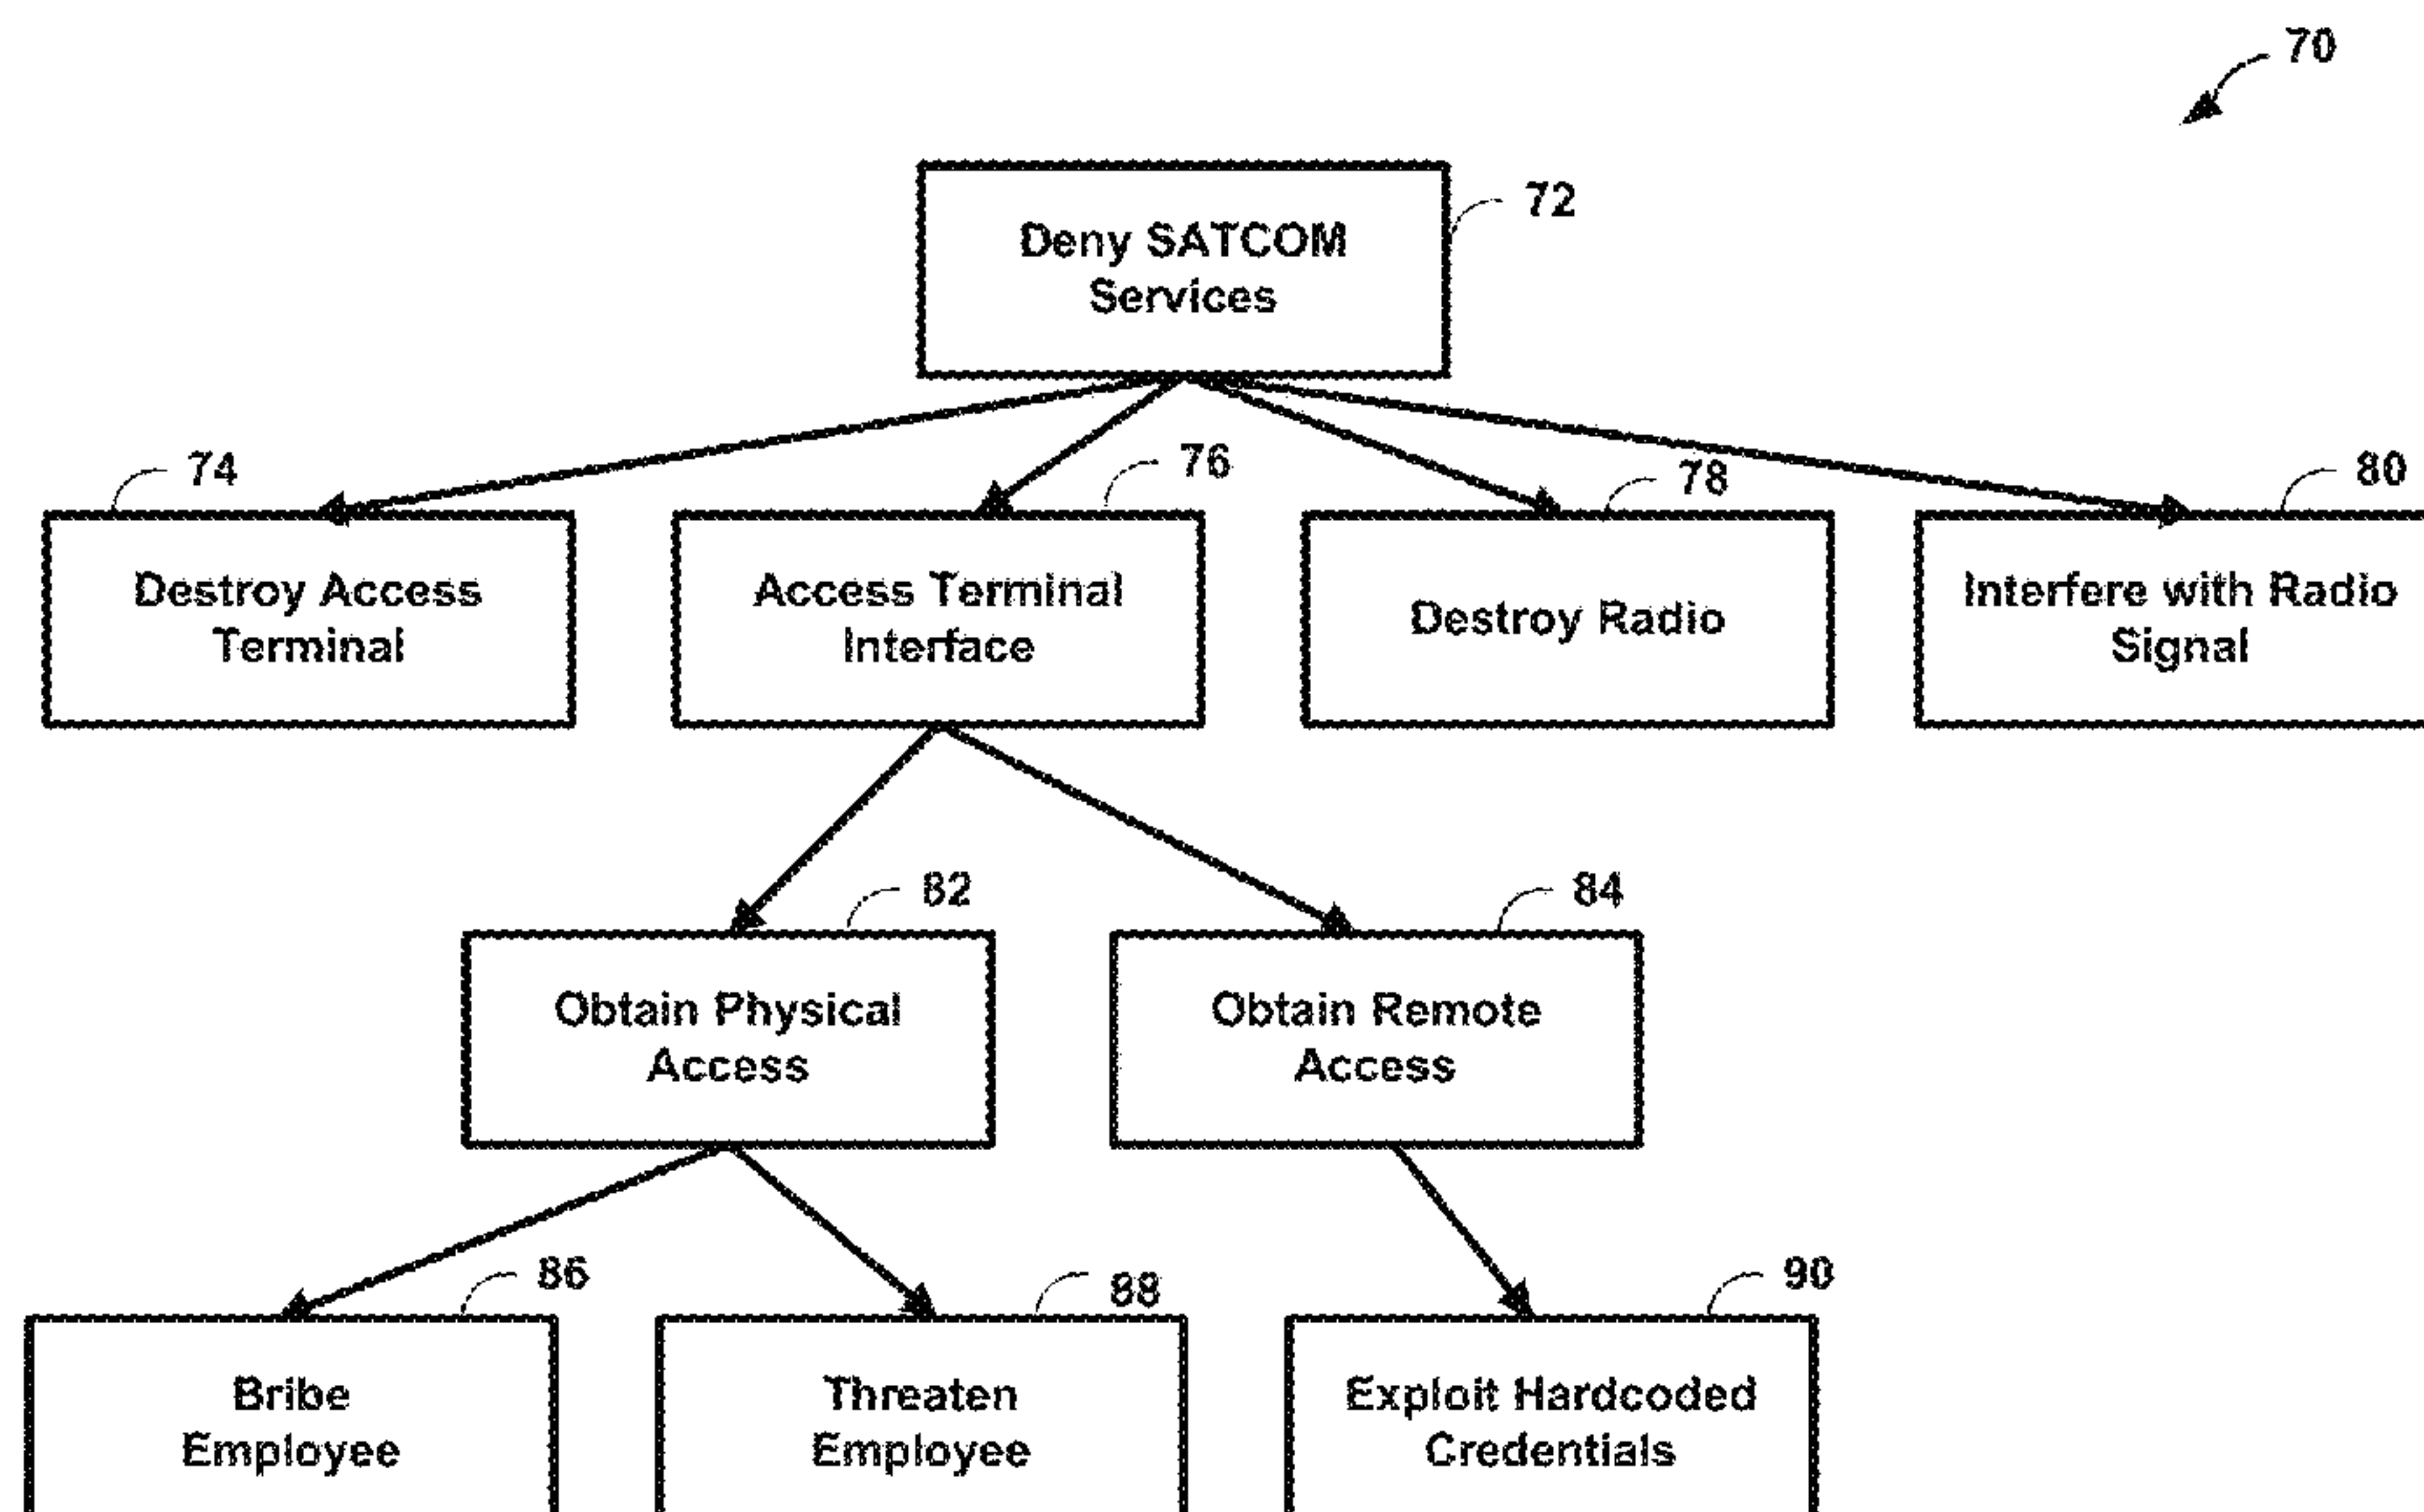 70
Deny SATCOM
Services
72
74
76
78
80
Destroy Access
Terminal
Access Terminal
Interface
Destroy Radio
Interfere with Radio
Signal
82
84
Obtain Physical
Access
Obtain Remote
Access
86
88
90
Bribe
Employee
Threaten
Employee
Exploit Hardcoded
Credentials